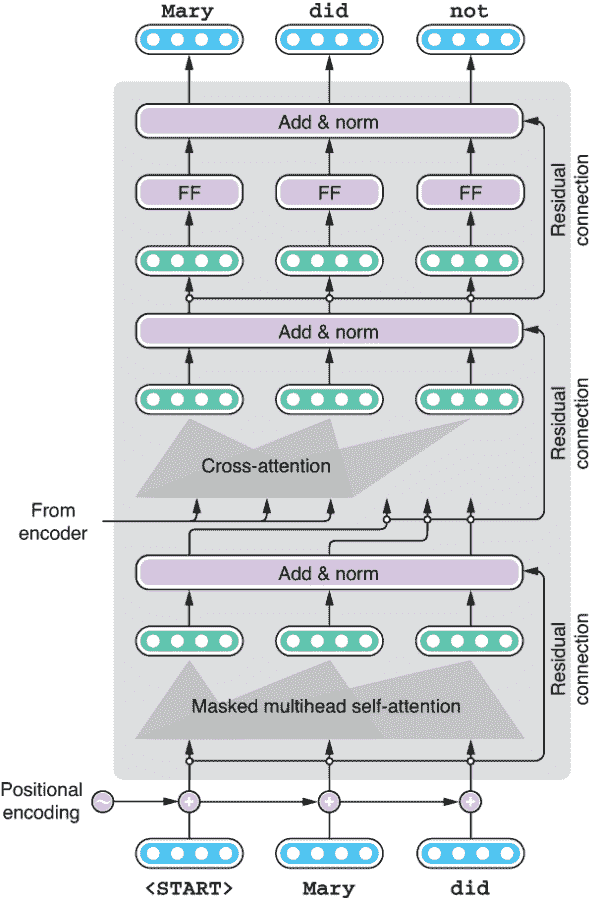 Mary did not
Add & norm
FF FF FF
Residual
connection
Add & norm
Residual
connection
Cross-attention
From
encoder
Add & norm
Residual
connection
Masked multihead self-attention
Positional
encoding
~ + + +
<START> Mary did